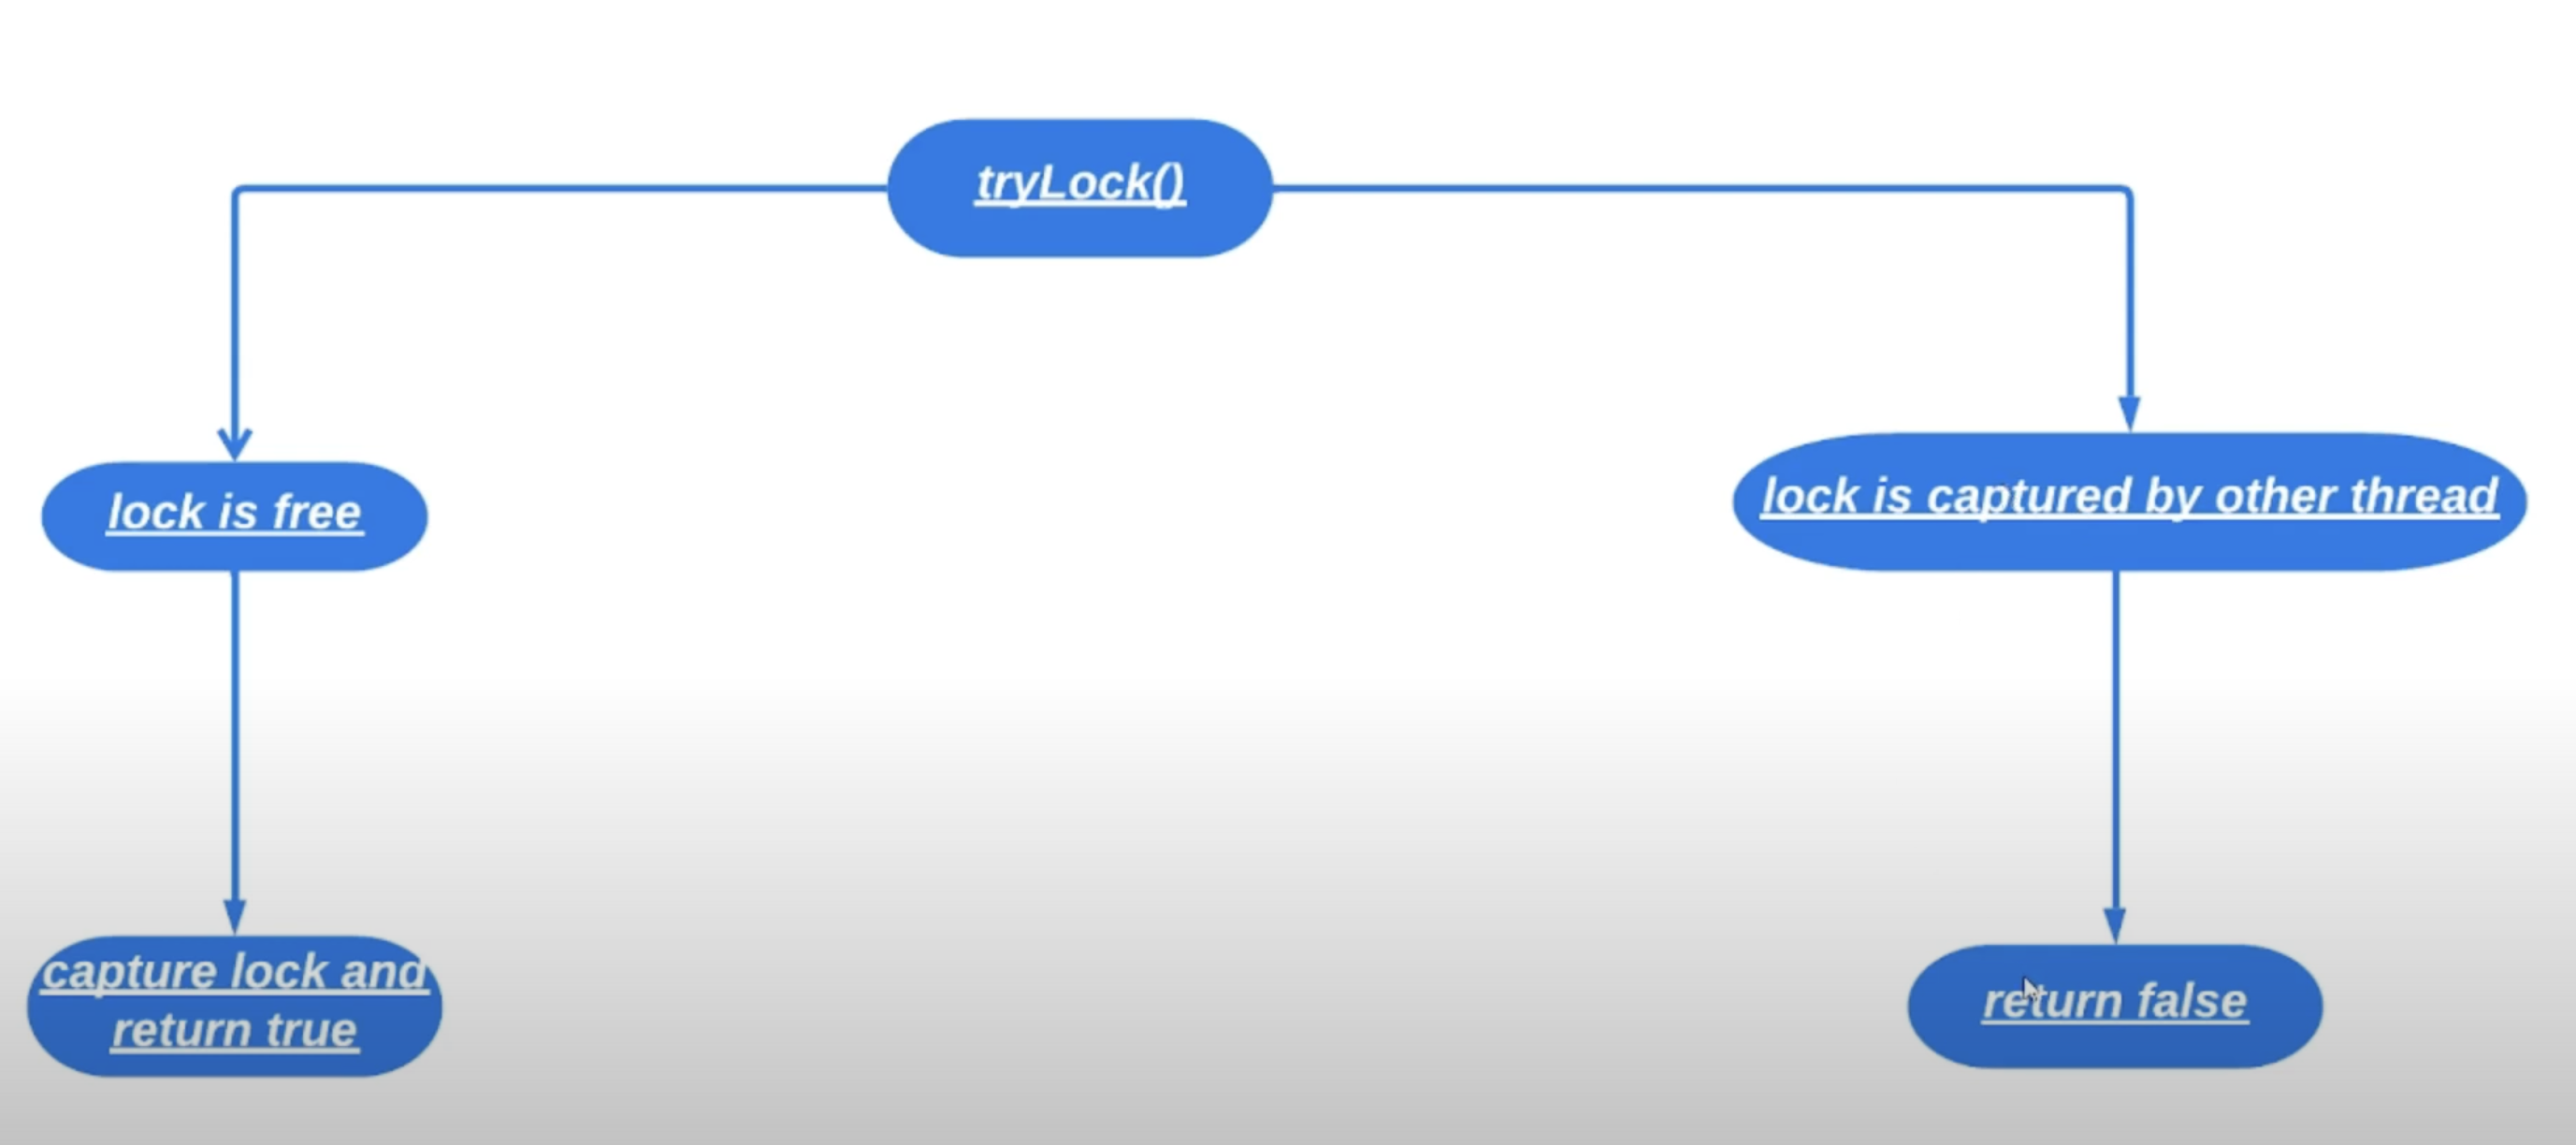 tryLock()
lock is free
lock is captured by other thread
capture lock and
return true
return false